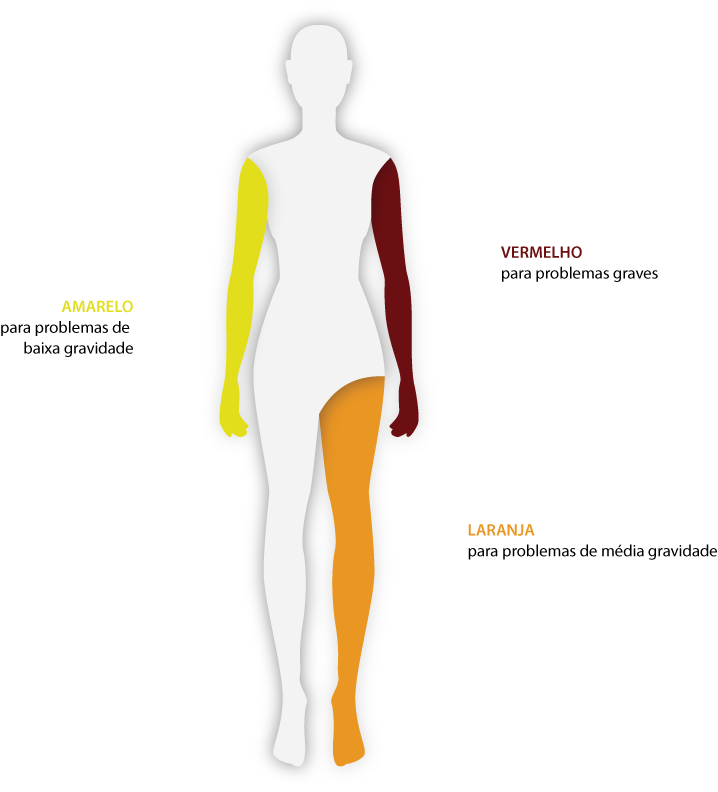 VERMELHO
para problemas graves
AMARELO
para problemas de
baixa gravidade
LARANJA
para problemas de média gravidade